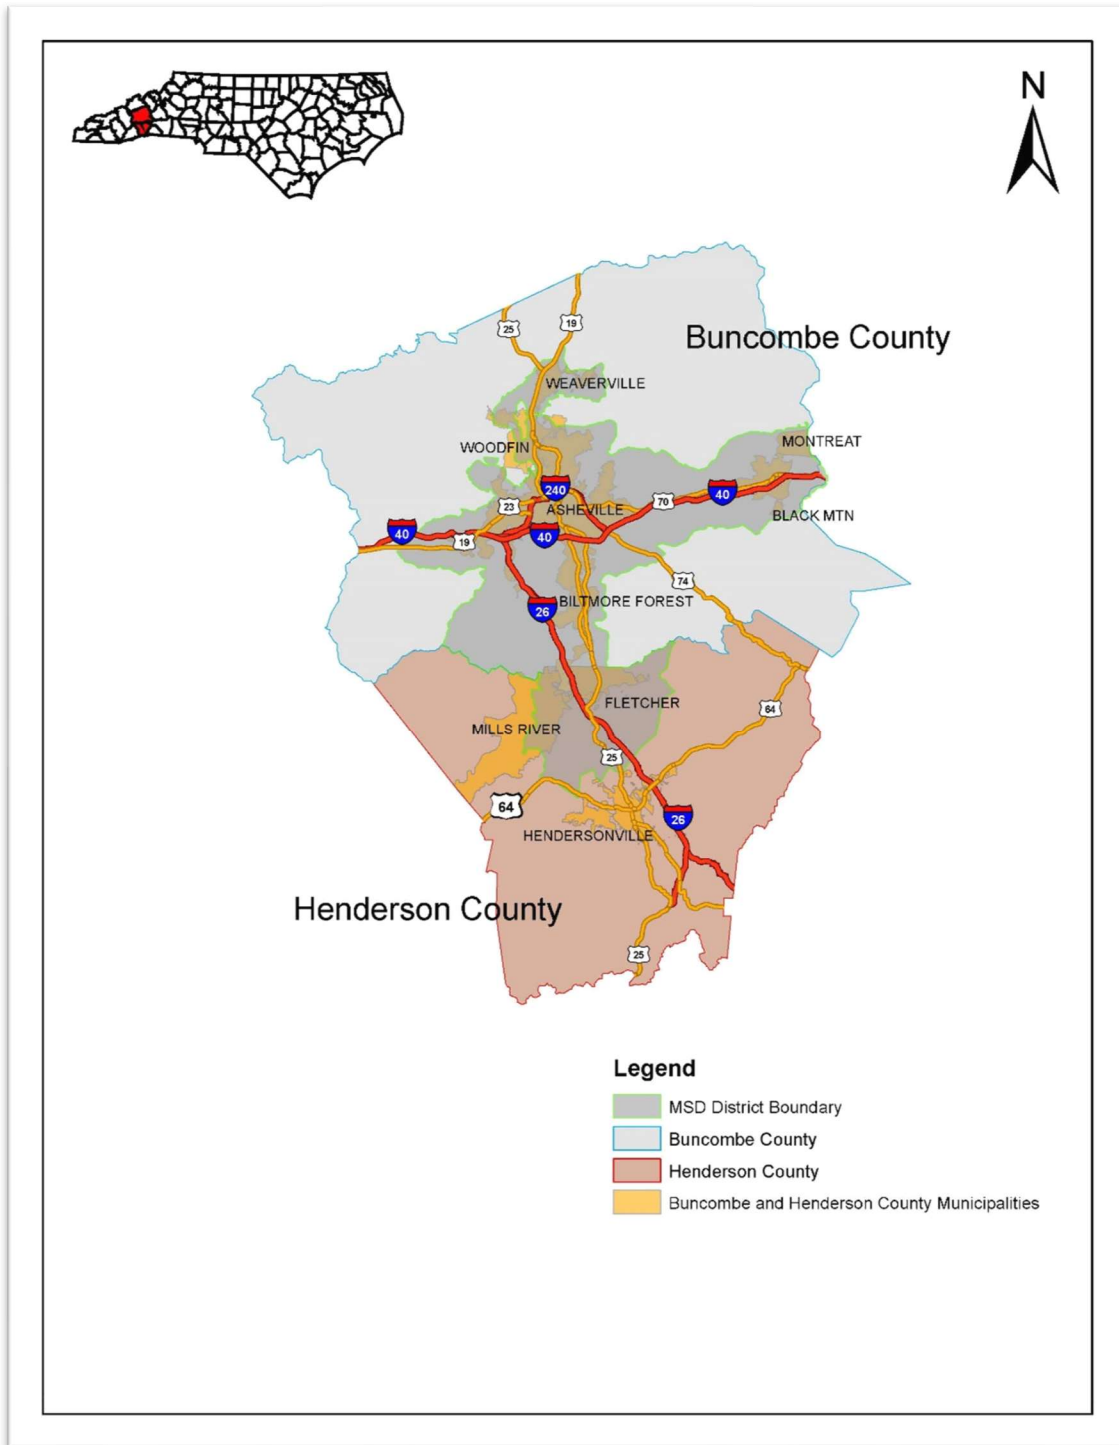 N
25
19
Buncombe County
WEAVERVILLE
WOODFIN
MONTREAT
240
40
70
23
ASHEVILLE
BLACK MTN
40
19
40
74
26
BILTMORE FOREST
FLETCHER
64
MILLS RIVER
25
64
26
HENDERSONVILLE
Henderson County
25
Legend
MSD District Boundary
Buncombe County
Henderson County
Buncombe and Henderson County Municipalities